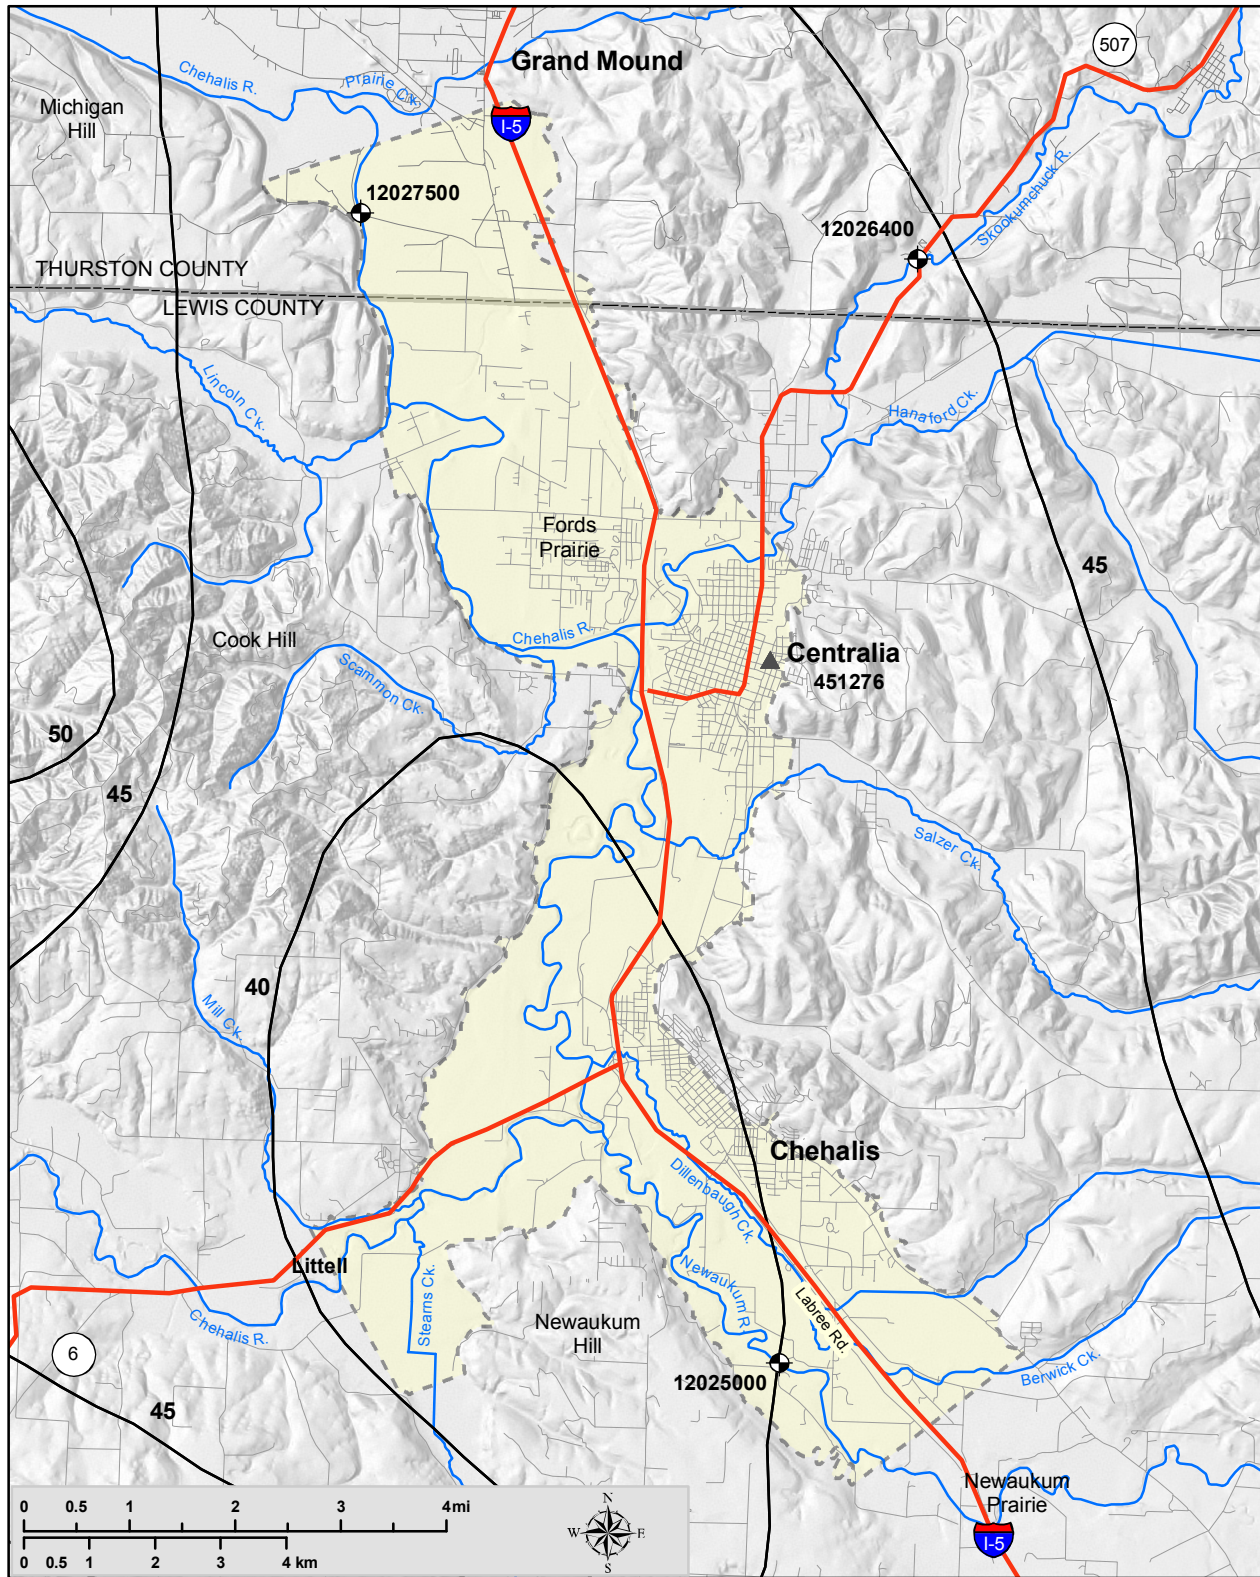 507
Grand Mound
Chehalis R.
Prairie Ck.
Michigan
Hill
I-5
12027500
Skookumchuck R.
12026400
THURSTON COUNTY
LEWIS COUNTY
Lincoln Ck.
Hanaford Ck.
Fords
Prairie
45
Chehalis R.
Cook Hill
Centralia
451276
Scammon Ck.
50
45
Salzer Ck.
40
Mill Ck.
Chehalis
Dillenbaugh Ck.
Newaukum R.
Littell
Stearns Ck.
Labree Rd.
Chehalis R.
Newaukum
Hill
6
Berwick Ck.
12025000
45
Newaukum
Prairie
I-5
0 0.5 1 2 3 4 mi
0 0.5 1 2 3 4 km
N
W E
S